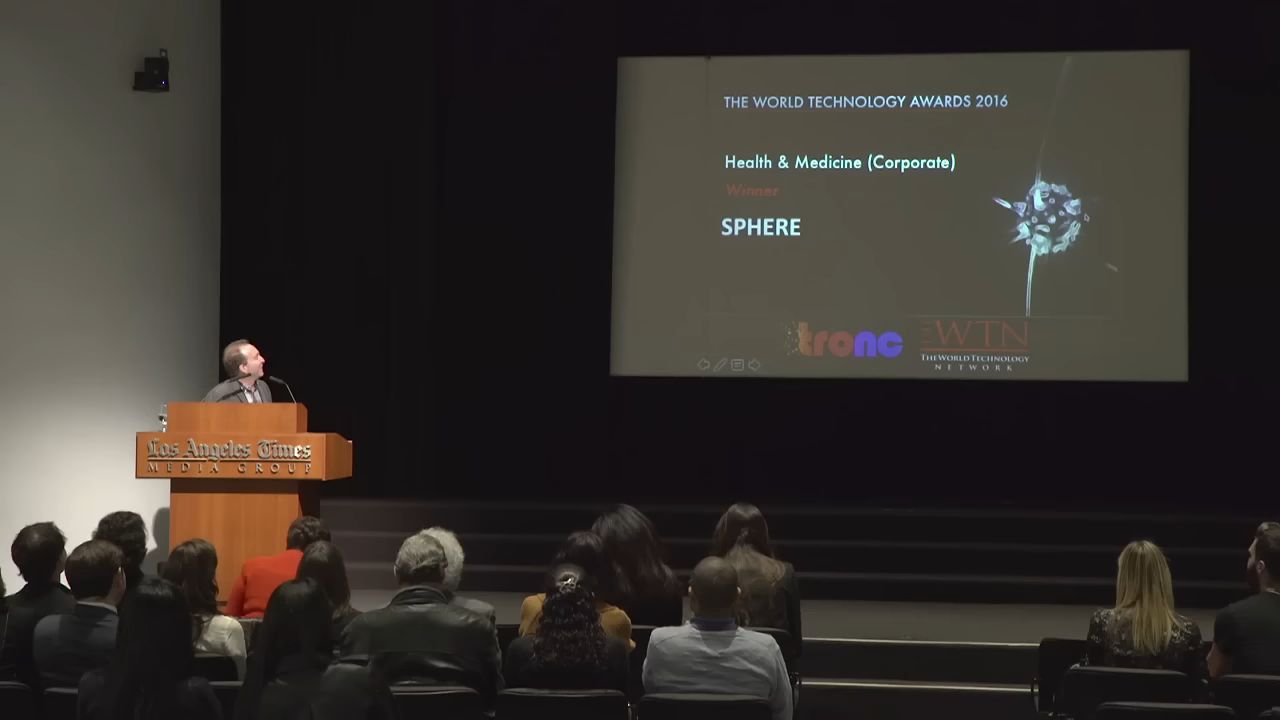 THE WORLD TECHNOLOGY AWARDS 2016
Health & Medicine (Corporate)
Winner
SPHERE
tronc
WTN
THE WORLD TECHNOLOGY
NETWORK
Los Angeles Times
MEDIA GROUP